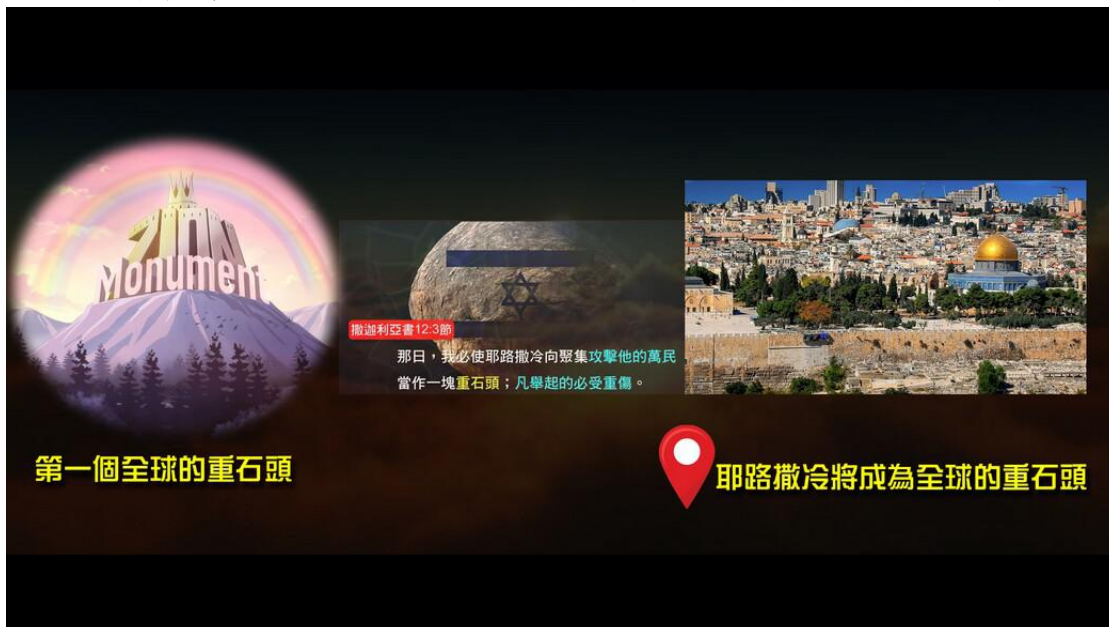 ZION
Monument
第一個全球的重石頭
撒迦利亞書12:3節
那日，我必使耶路撒冷向聚集攻擊他的萬民
當作一塊重石頭；凡舉起的必受重傷。
耶路撒冷將成為全球的重石頭